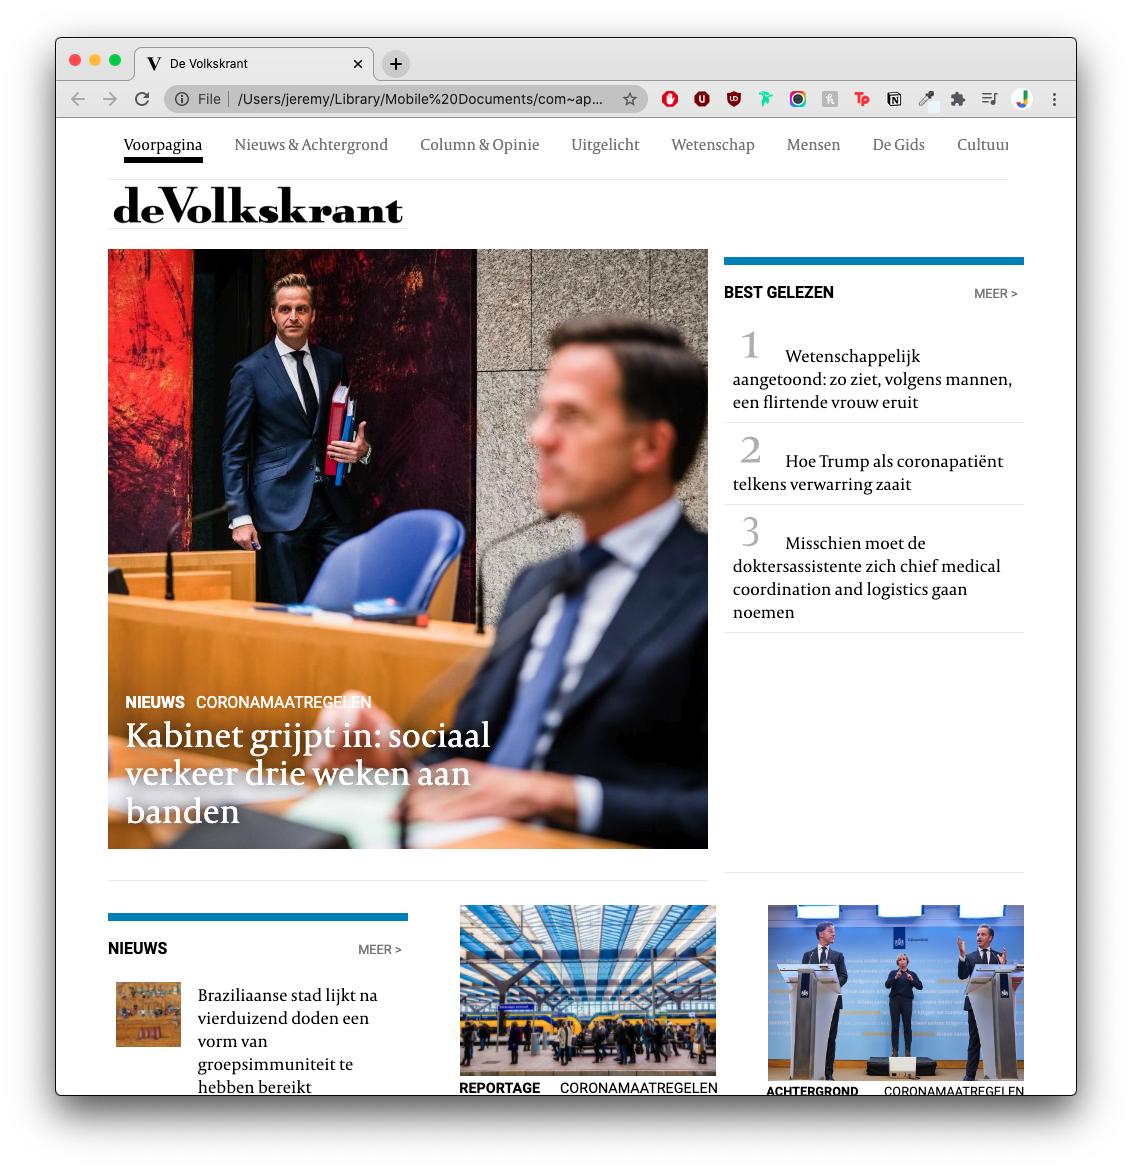 De Volkskrant
File /Users/jeremy/Library/Mobile%20Documents/com~ap...
Voorpagina Nieuws & Achtergrond Column & Opinie Uitgelicht Wetenschap Mensen De Gids Cultuur
deVolkskrant
NIEUWS CORONAMAATREGELEN
Kabinet grijpt in: sociaal
verkeer drie weken aan
banden
BEST GELEZEN MEER >
1 Wetenschappelijk
aangetoond: zo ziet, volgens mannen,
een flirtende vrouw eruit
2 Hoe Trump als coronapatiënt
telkens verwarring zaait
3 Misschien moet de
doktersassistente zich chief medical
coordination and logistics gaan
noemen
NIEUWS MEER >
Braziliaanse stad lijkt na
vierduizend doden een
vorm van
groepsimmuniteit te
hebben bereikt
REPORTAGE CORONAMAATREGELEN
ACHTERGROND CORONAMAATREGELEN